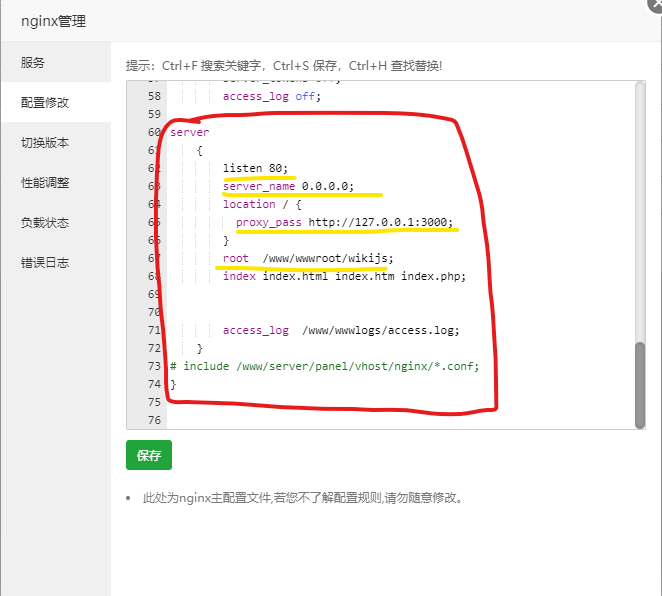 nginx管理
服务
配置修改
切换版本
性能调整
负载状态
错误日志
提示：Ctrl+F 搜索关键字，Ctrl+S 保存，Ctrl+H 查找替换!
58 access_log off;
59
60 server
61 {
62 listen 80;
63 server_name 0.0.0.0;
64 location / {
65 proxy_pass http://127.0.0.1:3000;
66 }
67 root /www/wwwroot/wikijs;
68 index index.html index.htm index.php;
69
70
71 access_log /www/wwwlogs/access.log;
72 }
73 # include /www/server/panel/vhost/nginx/*.conf;
74 }
75
76
保存
此处为nginx主配置文件,若您不了解配置规则,请勿随意修改。